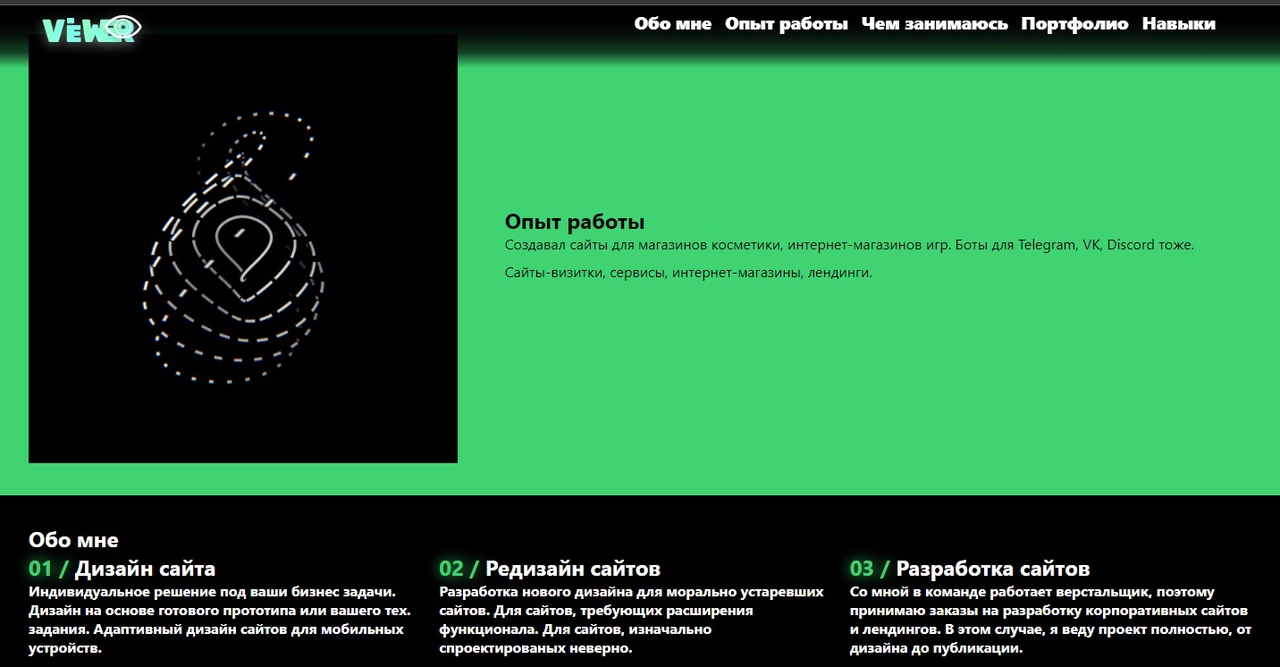 ViEWER
Обо мне Опыт работы Чем занимаюсь Портфолио Навыки
Опыт работы
Создавал сайты для магазинов косметики, интернет-магазинов игр. Боты для Telegram, VK, Discord тоже.
Сайты-визитки, сервисы, интернет-магазины, лендинги.
Обо мне
01 / Дизайн сайта
Индивидуальное решение под ваши бизнес задачи.
Дизайн на основе готового прототипа или вашего тех.
задания. Адаптивный дизайн сайтов для мобильных
устройств.
02 / Редизайн сайтов
Разработка нового дизайна для морально устаревших
сайтов. Для сайтов, требующих расширения
функционала. Для сайтов, изначально
спроектированых неверно.
03 / Разработка сайтов
Со мной в команде работает верстальщик, поэтому
принимаю заказы на разработку корпоративных сайтов
и лендингов. В этом случае, я веду проект полностью, от
дизайна до публикации.